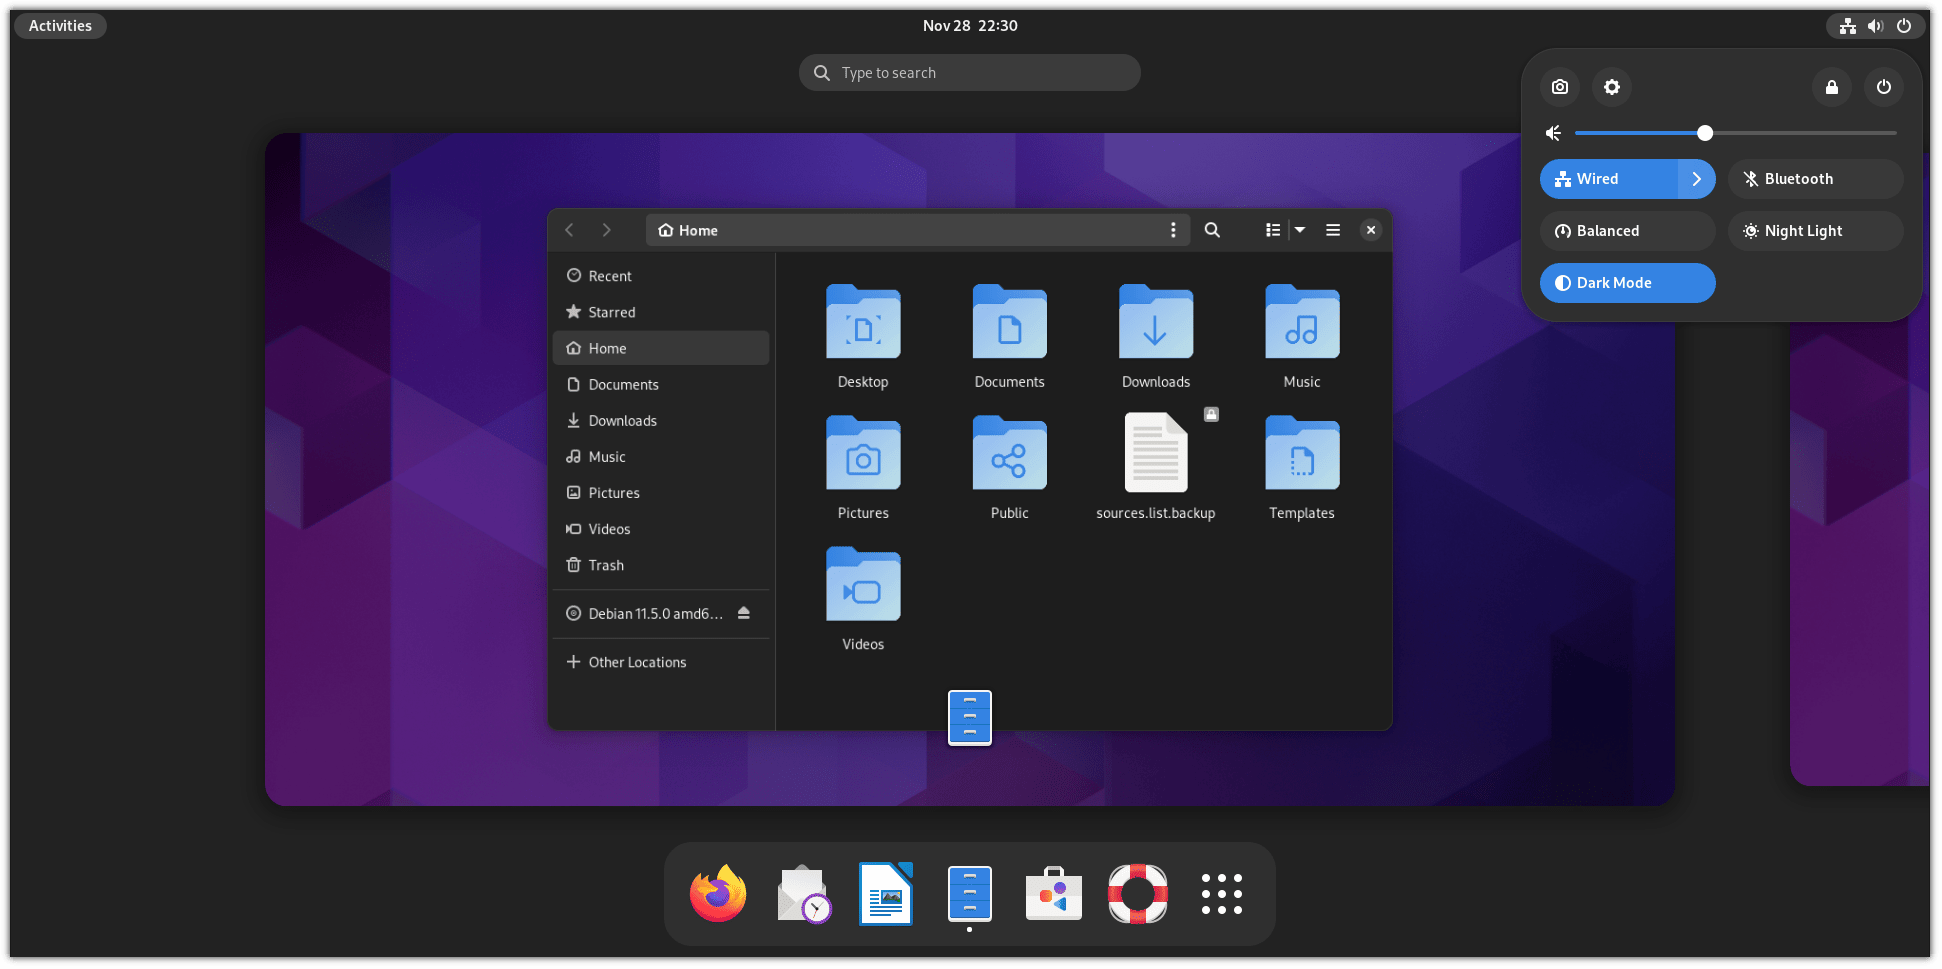 Activities
Nov 28 22:30
Type to search
Wired
Bluetooth
Balanced
Night Light
Dark Mode
Home
Recent
Starred
Home
Documents
Downloads
Music
Pictures
Videos
Trash
Debian 11.5.0 amd6...
Other Locations
Desktop
Documents
Downloads
Music
Pictures
Public
sources.list.backup
Templates
Videos